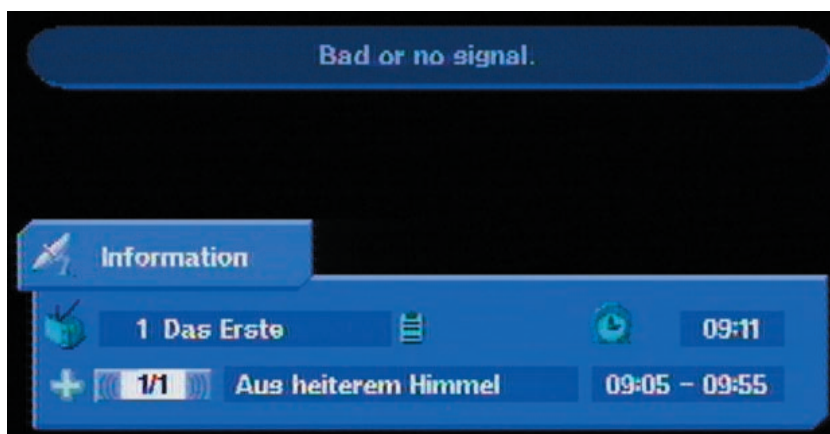 Bad or no signal.
Information
1 Das Erste 09:11
1/1 Aus heiterem Himmel 09:05 - 09:55